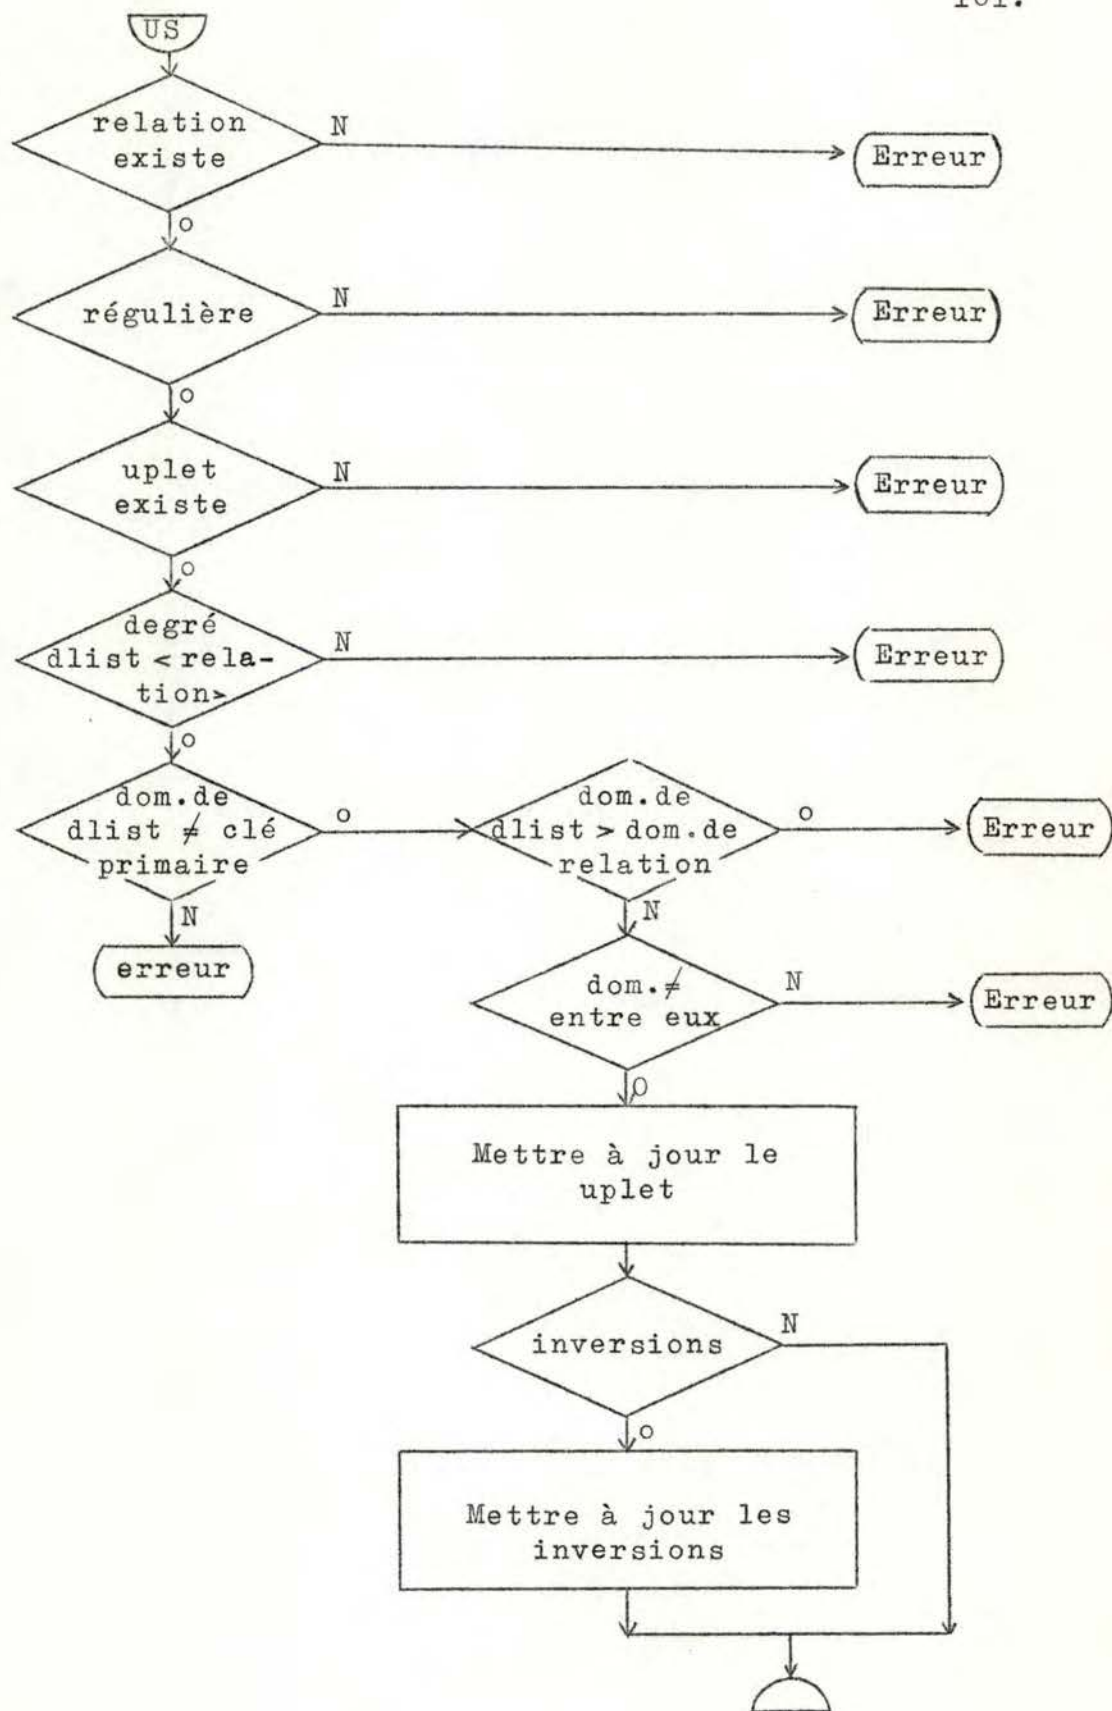 US
relation
existe
N
Erreur
o
régulière
N
Erreur
o
uplet
existe
N
Erreur
o
degré
dlist < rela-
tion>
N
Erreur
o
dom.de
dlist ≠ clé
primaire
o
N
erreur
dom.de
dlist > dom.de
relation
o
Erreur
N
dom.≠
entre eux
N
Erreur
O
Mettre à jour le
uplet
inversions
N
o
Mettre à jour les
inversions